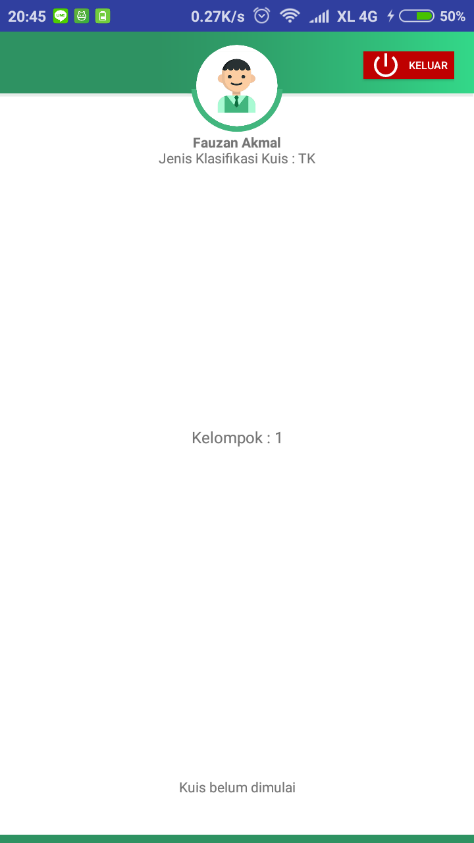 20:45 0.27K/s XL 4G 50%
KELUAR
Fauzan Akmal
Jenis Klasifikasi Kuis : TK
Kelompok : 1
Kuis belum dimulai